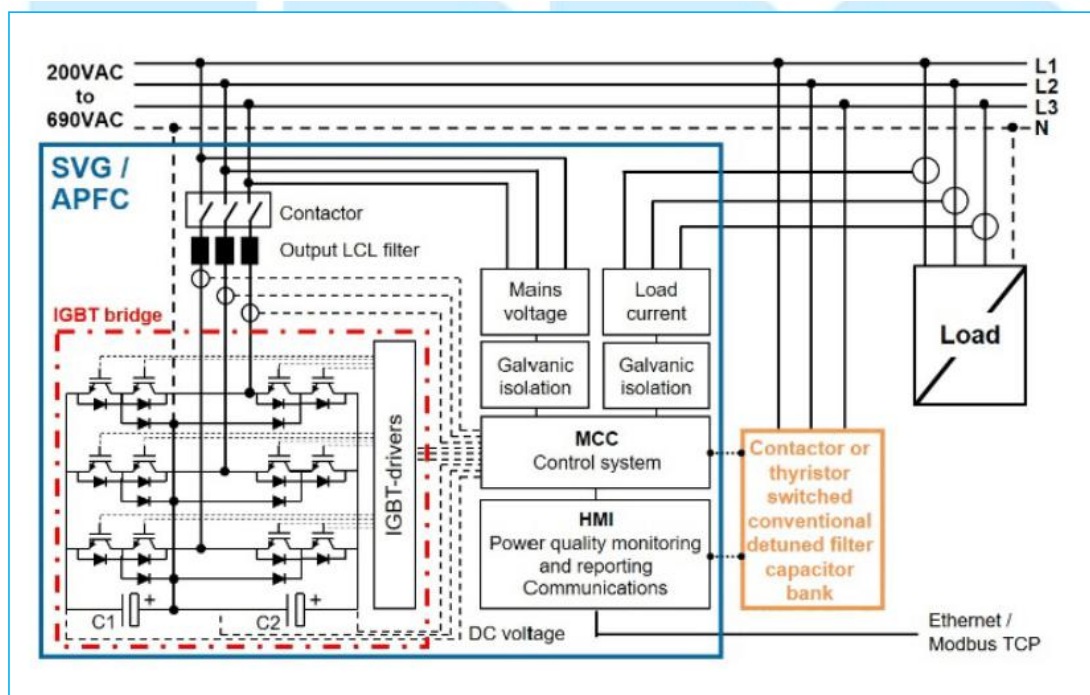 200VAC
to
690VAC
L1
L2
L3
N
SVG /
APFC
Contactor
Output LCL filter
IGBT bridge
Mains
voltage
Load
current
Load
Galvanic
isolation
Galvanic
isolation
IGBT-drivers
MCC
Control system
HMI
Power quality monitoring
and reporting
Communications
Contactor or
thyristor
switched
conventional
detuned filter
capacitor
bank
C1
+
C2
+
DC voltage
Ethernet /
Modbus TCP